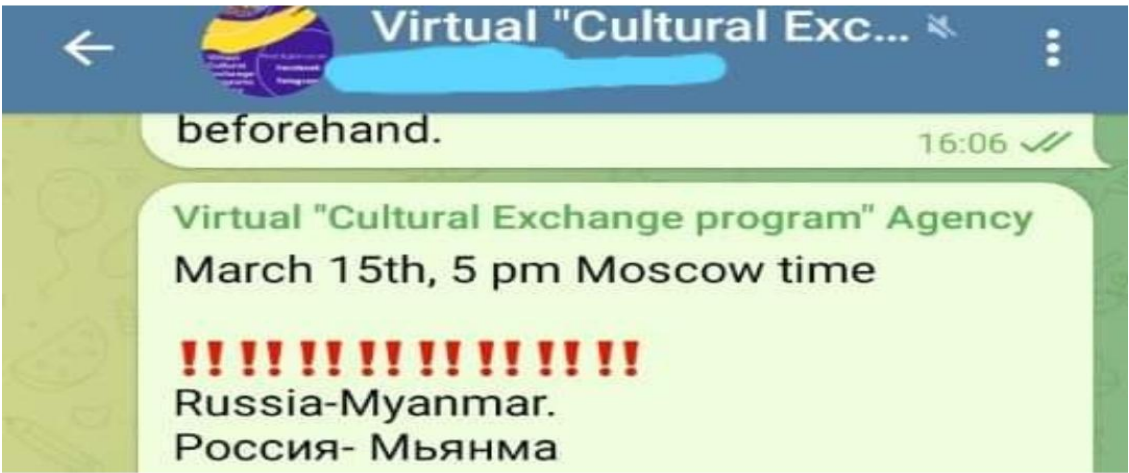 Virtual "Cultural Exc...
beforehand.
16:06
Virtual "Cultural Exchange program" Agency
March 15th, 5 pm Moscow time
‼️‼️‼️‼️‼️‼️‼️‼️
Russia-Myanmar.
Россия- Мьянма